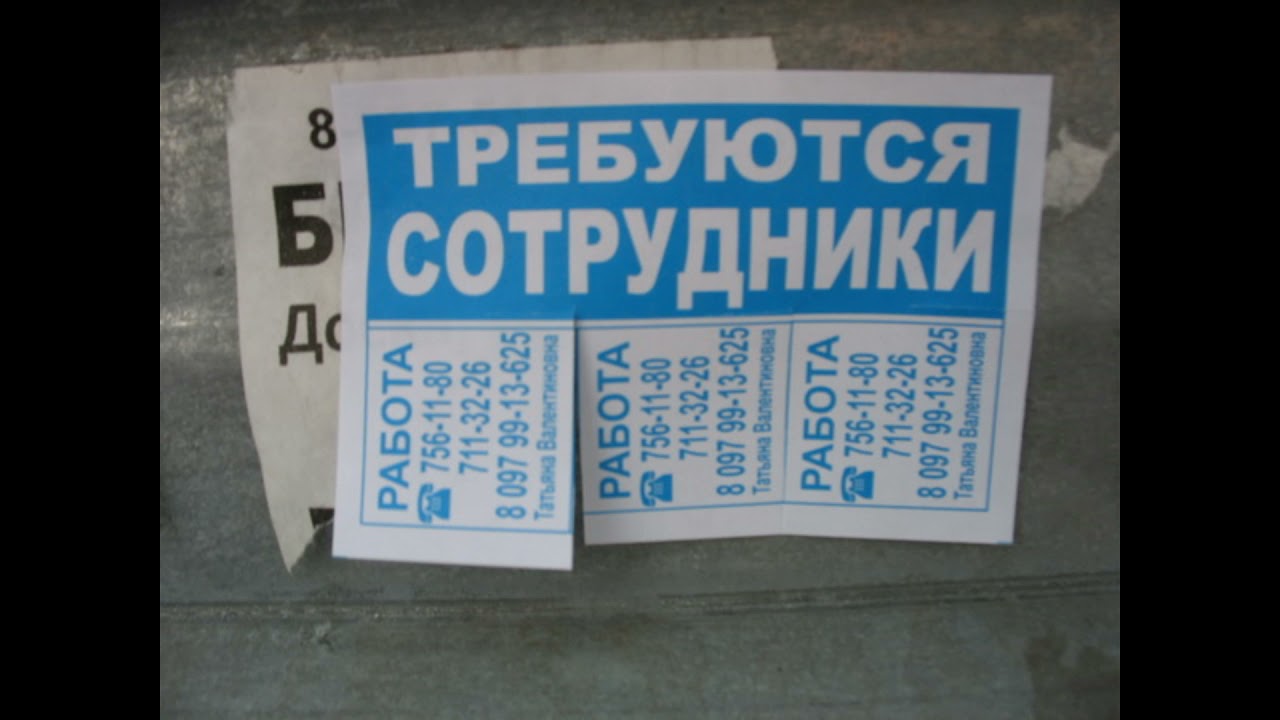 8
Б
До
ТРЕБУЮТСЯ
СОТРУДНИКИ
РАБОТА
756-11-80
711-32-26
8 097 99-13-625
Татьяна Валентиновна
РАБОТА
756-11-80
711-32-26
8 097 99-13-625
Татьяна Валентиновна
РАБОТА
756-11-80
711-32-26
8 097 99-13-625
Татьяна Валентиновна